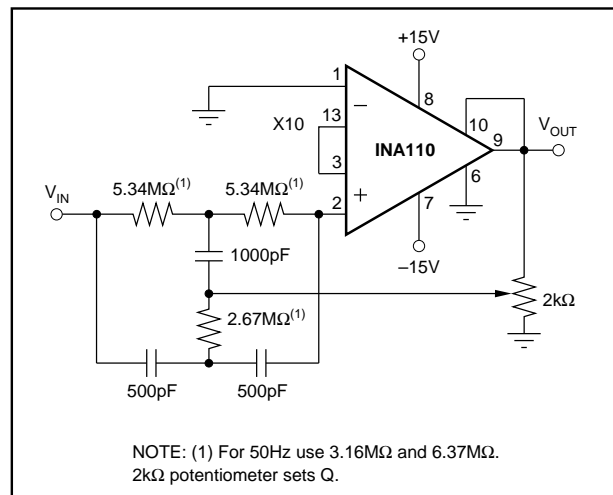 +15V
1
8
13
10
X10
–
9
V_OUT
INA110
3
6
V_IN
5.34MΩ(1)
5.34MΩ(1)
+
2
7
1000pF
–15V
2kΩ
2.67MΩ(1)
500pF
500pF
NOTE: (1) For 50Hz use 3.16MΩ and 6.37MΩ.
2kΩ potentiometer sets Q.